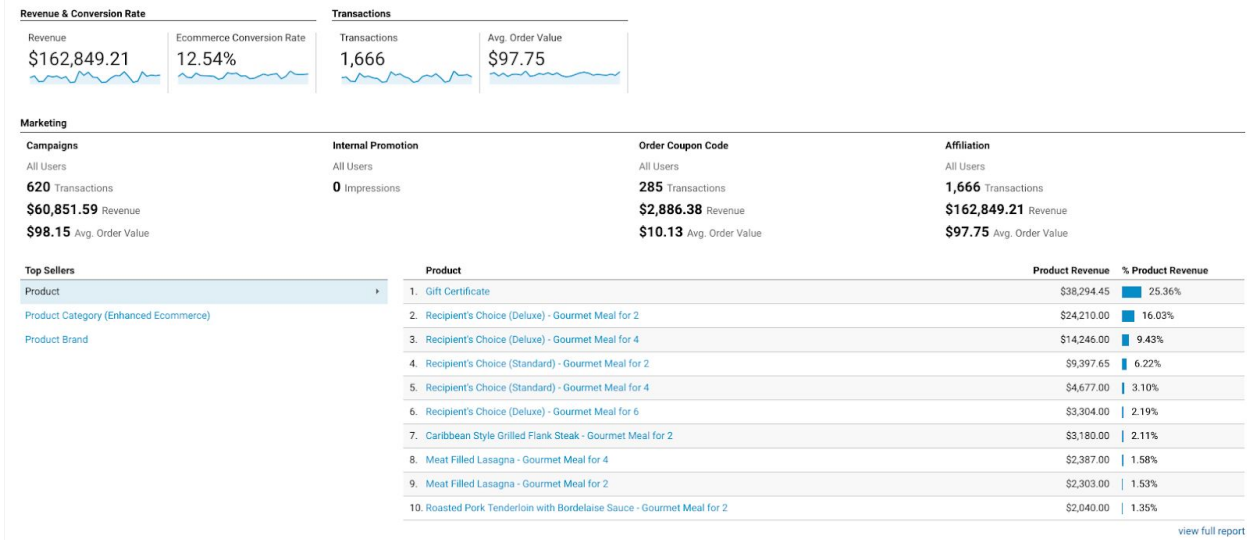 Revenue & Conversion Rate
Transactions
Revenue
Ecommerce Conversion Rate
Transactions
Avg. Order Value
$162,849.21
12.54%
1,666
$97.75
Marketing
Campaigns
Internal Promotion
Order Coupon Code
Affiliation
All Users
All Users
All Users
All Users
620 Transactions
0 Impressions
285 Transactions
1,666 Transactions
$60,851.59 Revenue
$2,886.38 Revenue
$162,849.21 Revenue
$98.15 Avg. Order Value
$10.13 Avg. Order Value
$97.75 Avg. Order Value
Top Sellers
Product
Product Category (Enhanced Ecommerce)
Product Brand
Product Product Revenue % Product Revenue
1. Gift Certificate $38,294.45 25.36%
2. Recipient's Choice (Deluxe) - Gourmet Meal for 2 $24,210.00 16.03%
3. Recipient's Choice (Deluxe) - Gourmet Meal for 4 $14,246.00 9.43%
4. Recipient's Choice (Standard) - Gourmet Meal for 2 $9,397.65 6.22%
5. Recipient's Choice (Standard) - Gourmet Meal for 4 $4,677.00 3.10%
6. Recipient's Choice (Deluxe) - Gourmet Meal for 6 $3,304.00 2.19%
7. Caribbean Style Grilled Flank Steak - Gourmet Meal for 2 $3,180.00 2.11%
8. Meat Filled Lasagna - Gourmet Meal for 4 $2,387.00 1.58%
9. Meat Filled Lasagna - Gourmet Meal for 2 $2,303.00 1.53%
10. Roasted Pork Tenderloin with Bordelaise Sauce - Gourmet Meal for 2 $2,040.00 1.35%
view full report